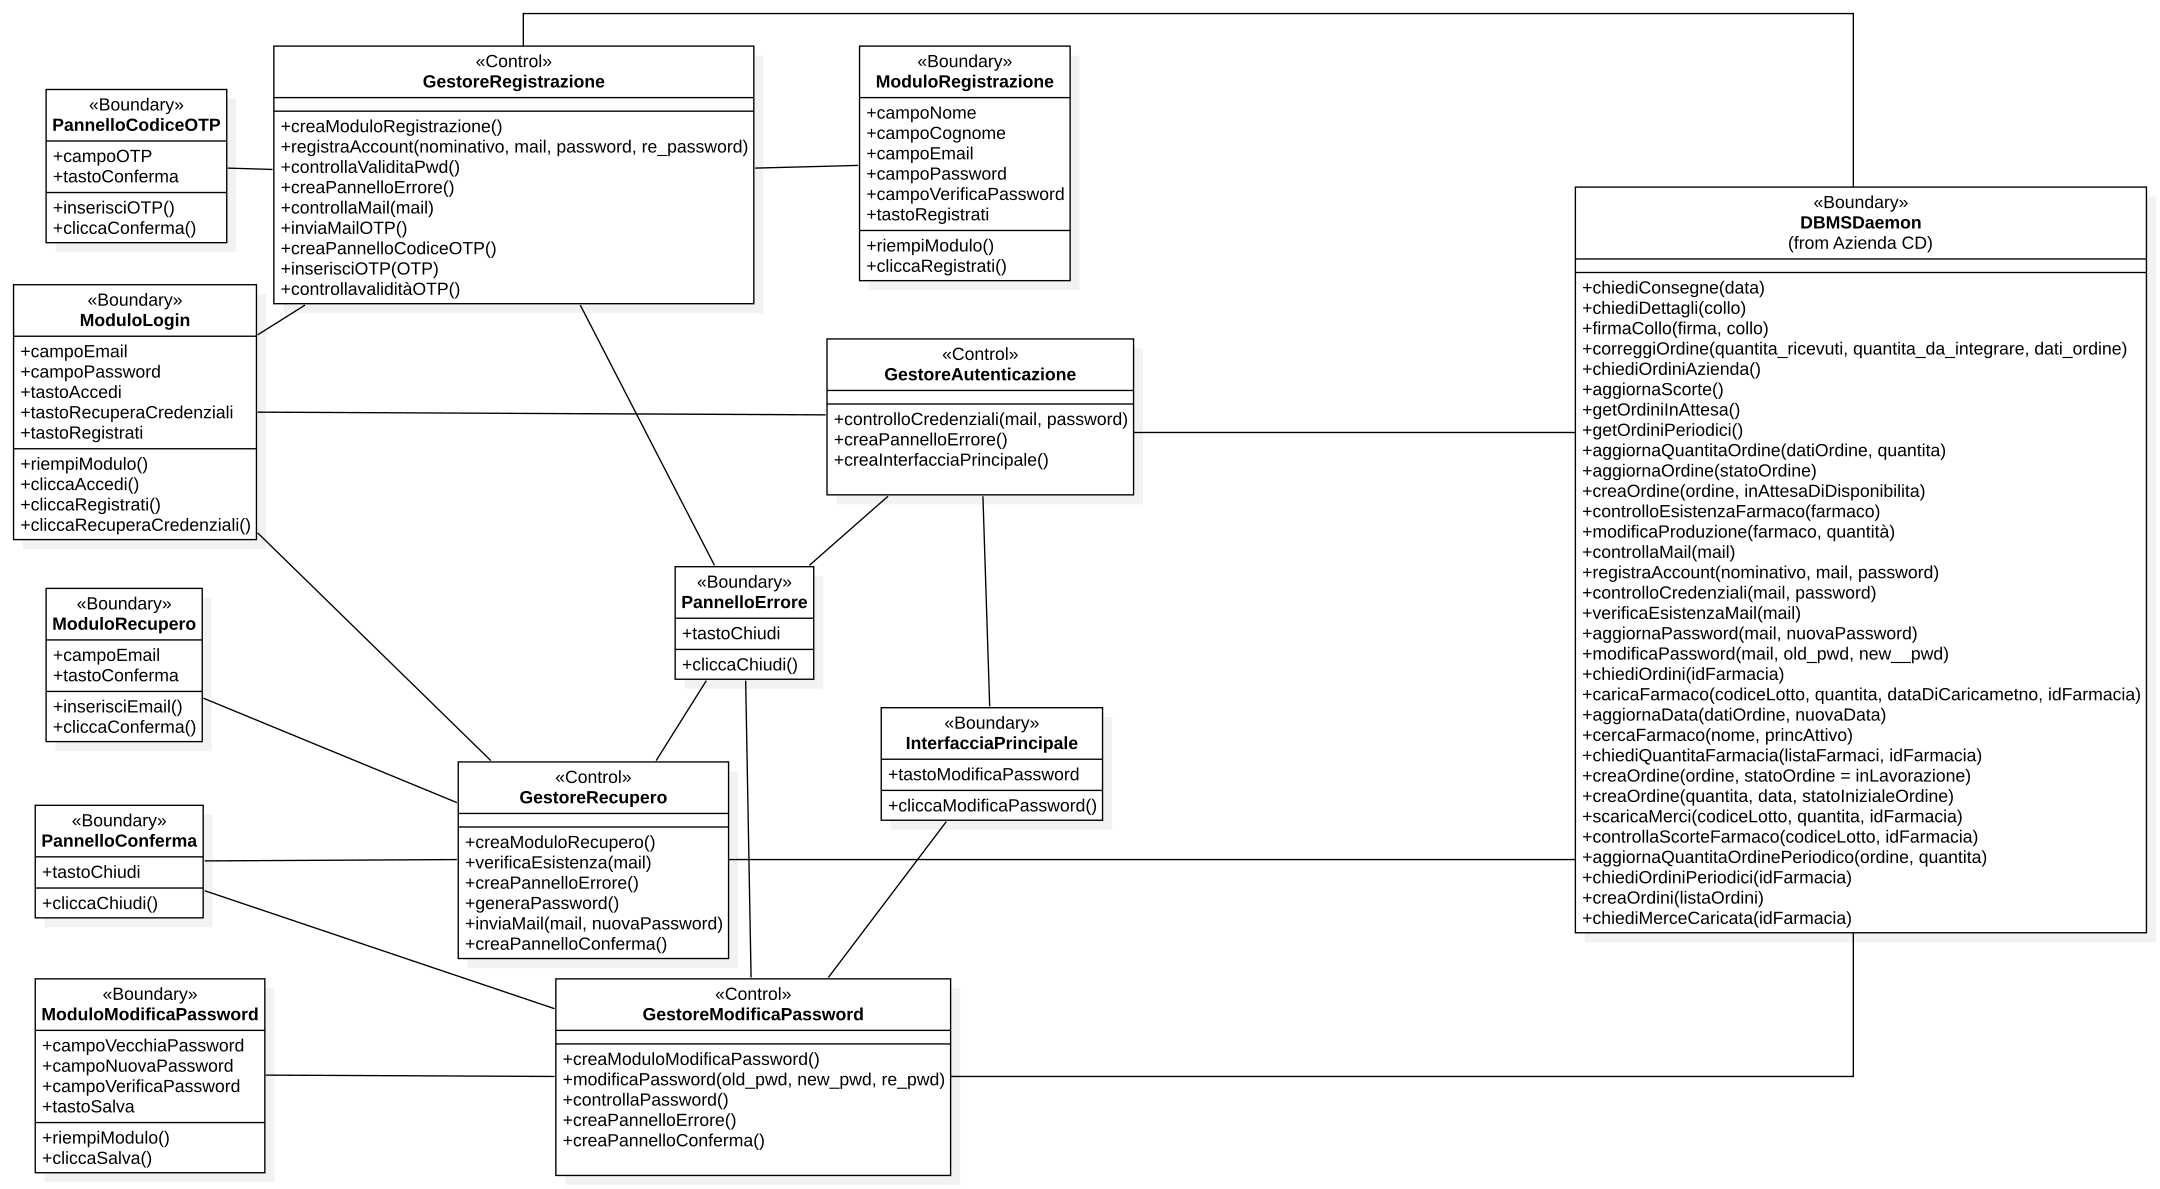 «Control»
GestoreRegistrazione
+creaModuloRegistrazione()
+registraAccount(nominativo, mail, password, re_password)
+controllaValiditaPwd()
+creaPannelloErrore()
+controllaMail(mail)
+inviaMailOTP()
+creaPannelloCodiceOTP()
+inserisciOTP(OTP)
+controllavaliditàOTP()
«Boundary»
ModuloRegistrazione
+campoNome
+campoCognome
+campoEmail
+campoPassword
+campoVerificaPassword
+tastoRegistrati
+riempiModulo()
+cliccaRegistrati()
«Boundary»
PannelloCodiceOTP
+campoOTP
+tastoConferma
+inserisciOTP()
+cliccaConferma()
«Boundary»
DBMSDaemon
(from Azienda CD)
+chiediConsegne(data)
+chiediDettagli(collo)
+firmaCollo(firma, collo)
+correggiOrdine(quantita_ricevuti, quantita_da_integrare, dati_ordine)
+chiediOrdiniAzienda()
+aggiornaScorte()
+getOrdiniInAttesa()
+getOrdiniPeriodici()
+aggiornaQuantitaOrdine(datiOrdine, quantita)
+aggiornaOrdine(statoOrdine)
+creaOrdine(ordine, inAttesaDiDisponibilita)
+controlloEsistenzaFarmaco(farmaco)
+modificaProduzione(farmaco, quantità)
+controllaMail(mail)
+registraAccount(nominativo, mail, password)
+controlloCredenziali(mail, password)
+verificaEsistenzaMail(mail)
+aggiornaPassword(mail, nuovaPassword)
+modificaPassword(mail, old_pwd, new__pwd)
+chiediOrdini(idFarmacia)
+caricaFarmaco(codiceLotto, quantita, dataDiCaricametno, idFarmacia)
+aggiornaData(datiOrdine, nuovaData)
+cercaFarmaco(nome, princAttivo)
+chiediQuantitaFarmacia(listaFarmaci, idFarmacia)
+creaOrdine(ordine, statoOrdine = inLavorazione)
+creaOrdine(quantita, data, statoInizialeOrdine)
+scaricaMerci(codiceLotto, quantita, idFarmacia)
+controllaScorteFarmaco(codiceLotto, idFarmacia)
+aggiornaQuantitaOrdinePeriodico(ordine, quantita)
+chiediOrdiniPeriodici(idFarmacia)
+creaOrdini(listaOrdini)
+chiediMerceCaricata(idFarmacia)
«Boundary»
ModuloLogin
+campoEmail
+campoPassword
+tastoAccedi
+tastoRecuperaCredenziali
+tastoRegistrati
+riempiModulo()
+cliccaAccedi()
+cliccaRegistrati()
+cliccaRecuperaCredenziali()
«Control»
GestoreAutenticazione
+controlloCredenziali(mail, password)
+creaPannelloErrore()
+creaInterfacciaPrincipale()
«Boundary»
PannelloErrore
+tastoChiudi
+cliccaChiudi()
«Boundary»
ModuloRecupero
+campoEmail
+tastoConferma
+inserisciEmail()
+cliccaConferma()
«Boundary»
InterfacciaPrincipale
+tastoModificaPassword
+cliccaModificaPassword()
«Control»
GestoreRecupero
+creaModuloRecupero()
+verificaEsistenza(mail)
+creaPannelloErrore()
+generaPassword()
+inviaMail(mail, nuovaPassword)
+creaPannelloConferma()
«Boundary»
PannelloConferma
+tastoChiudi
+cliccaChiudi()
«Boundary»
ModuloModificaPassword
+campoVecchiaPassword
+campoNuovaPassword
+campoVerificaPassword
+tastoSalva
+riempiModulo()
+cliccaSalva()
«Control»
GestoreModificaPassword
+creaModuloModificaPassword()
+modificaPassword(old_pwd, new_pwd, re_pwd)
+controllaPassword()
+creaPannelloErrore()
+creaPannelloConferma()